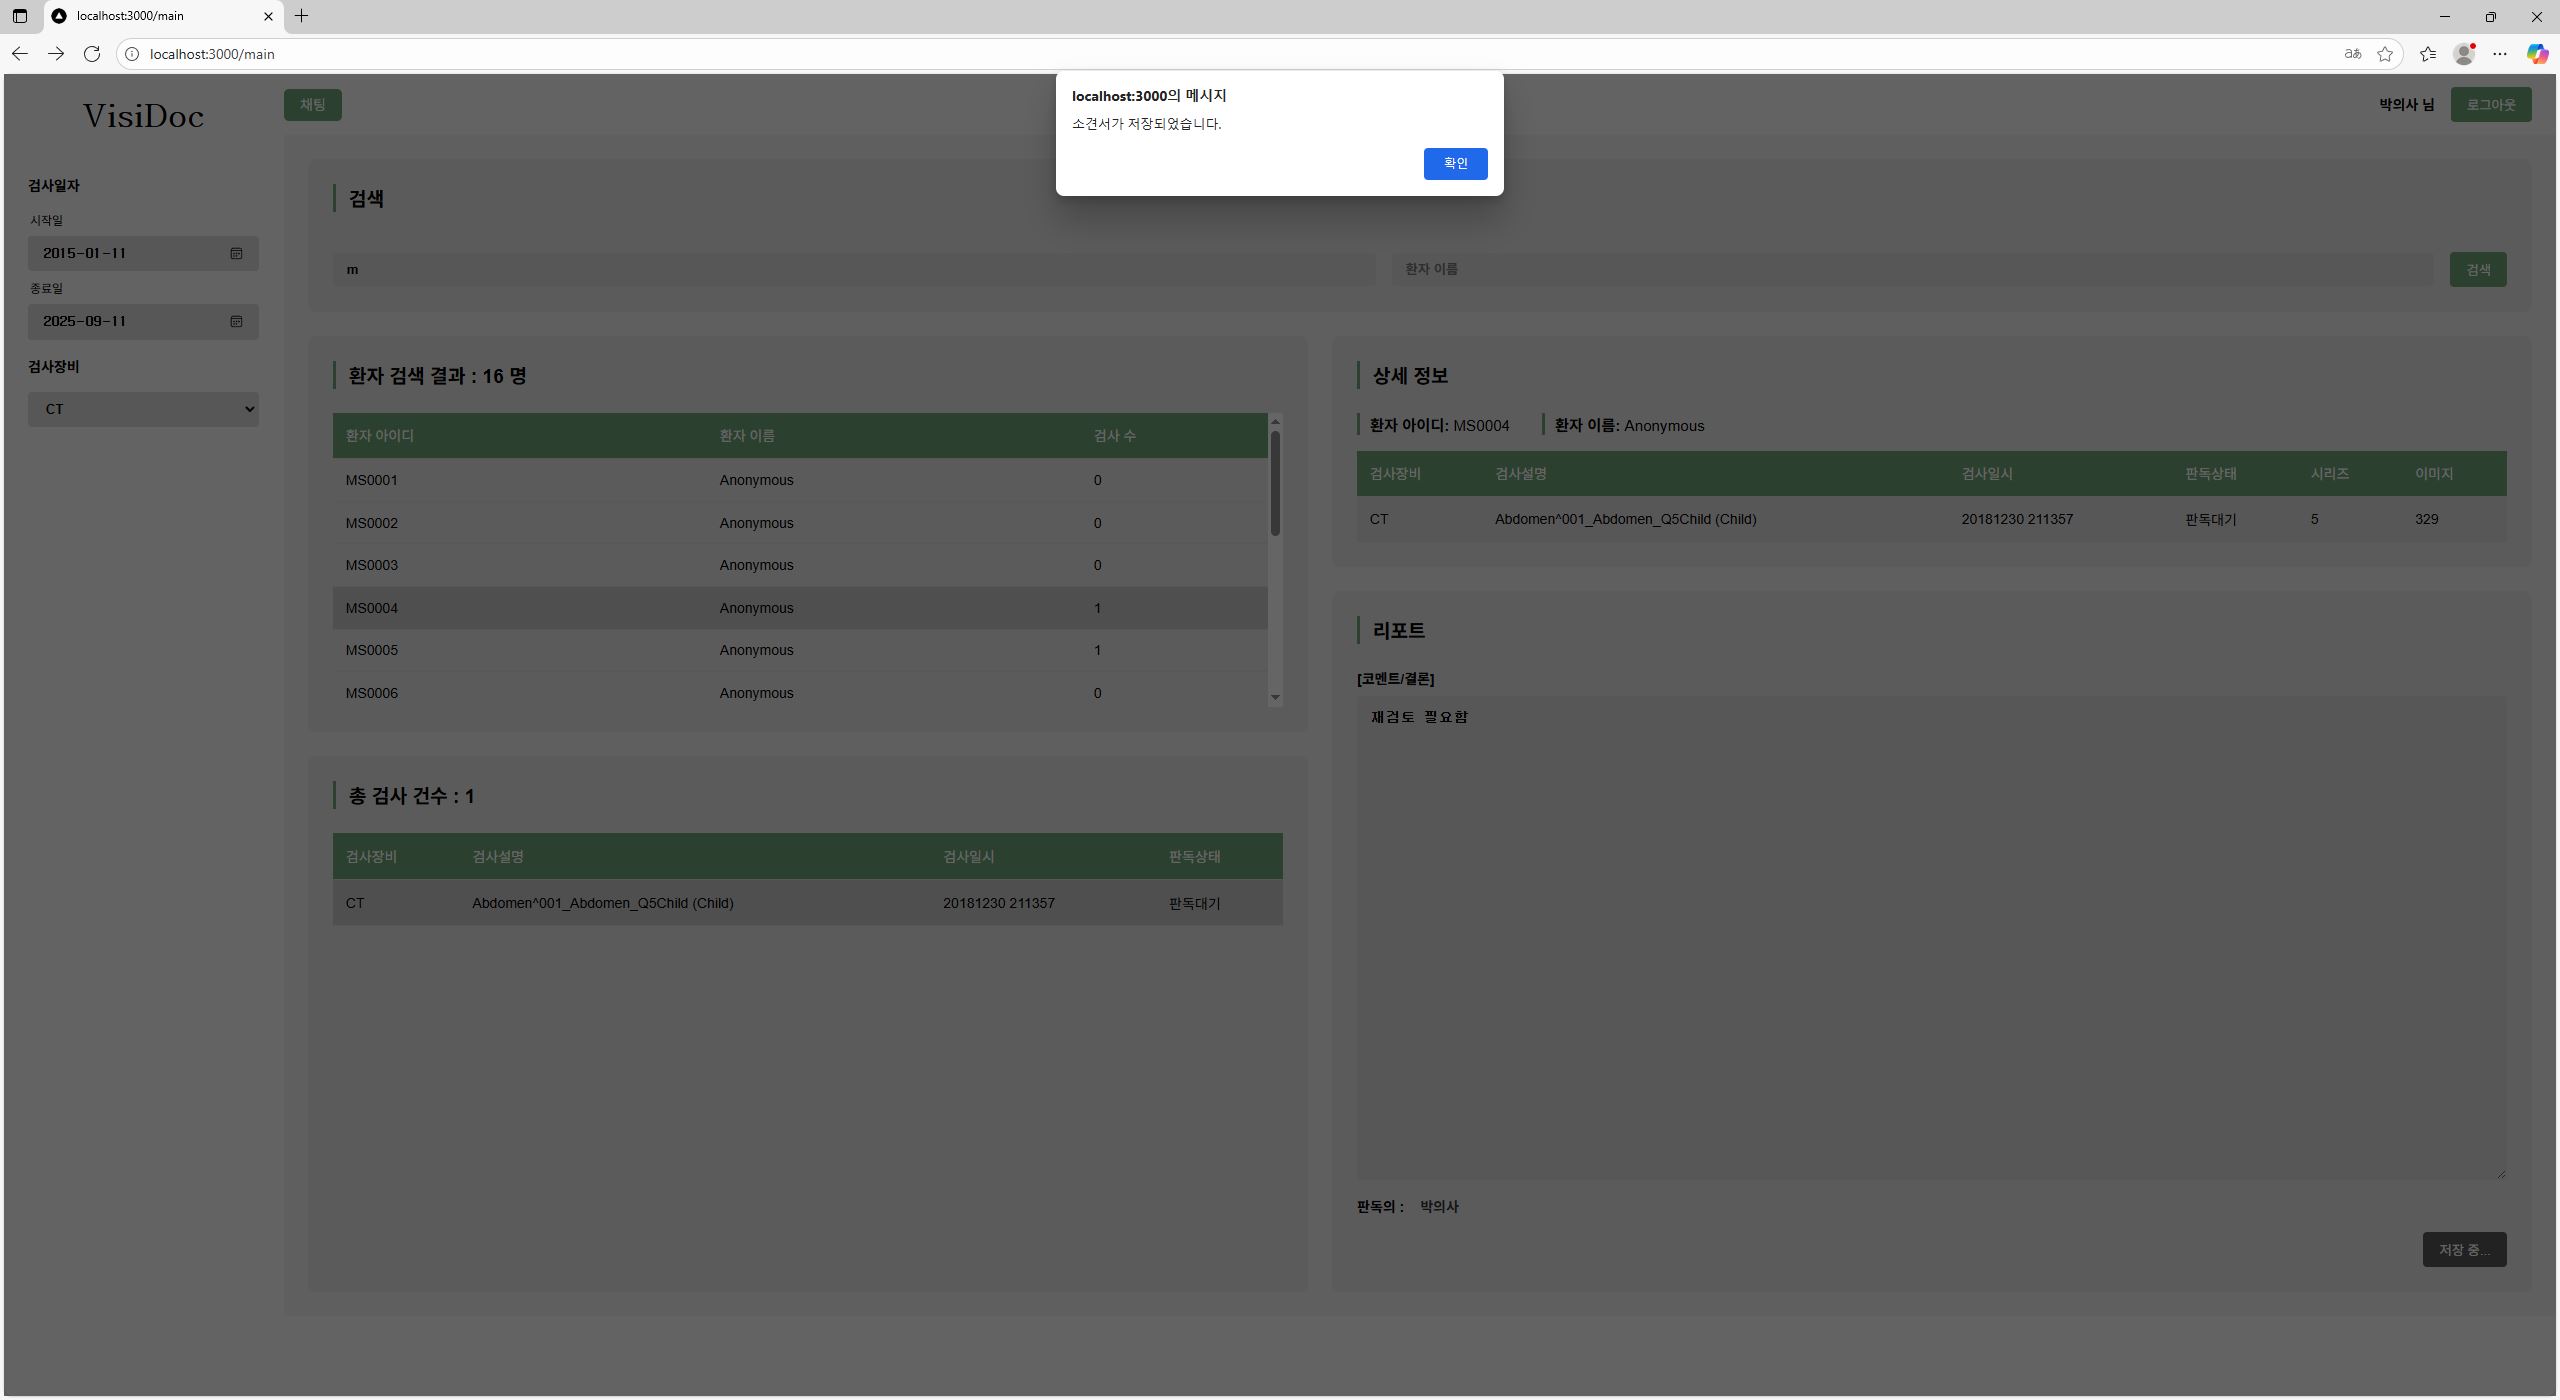 localhost:3000/main
localhost:3000/main
localhost:3000의 메시지
소견서가 저장되었습니다.
확인
VisiDoc
채팅
박의사 님
로그아웃
검사일자
시작일
2015-01-11
종료일
2025-09-11
검사장비
CT
검색
m
환자 이름
검색
환자 검색 결과 : 16 명
환자 아이디 환자 이름 검사 수
MS0001 Anonymous 0
MS0002 Anonymous 0
MS0003 Anonymous 0
MS0004 Anonymous 1
MS0005 Anonymous 1
MS0006 Anonymous 0
총 검사 건수 : 1
검사장비 검사설명 검사일시 판독상태
CT Abdomen^001_Abdomen_Q5Child (Child) 20181230 211357 판독대기
상세 정보
환자 아이디: MS0004 환자 이름: Anonymous
검사장비 검사설명 검사일시 판독상태 시리즈 이미지
CT Abdomen^001_Abdomen_Q5Child (Child) 20181230 211357 판독대기 5 329
리포트
[코멘트/결론]
재검토 필요함
판독의 : 박의사
저장 중...